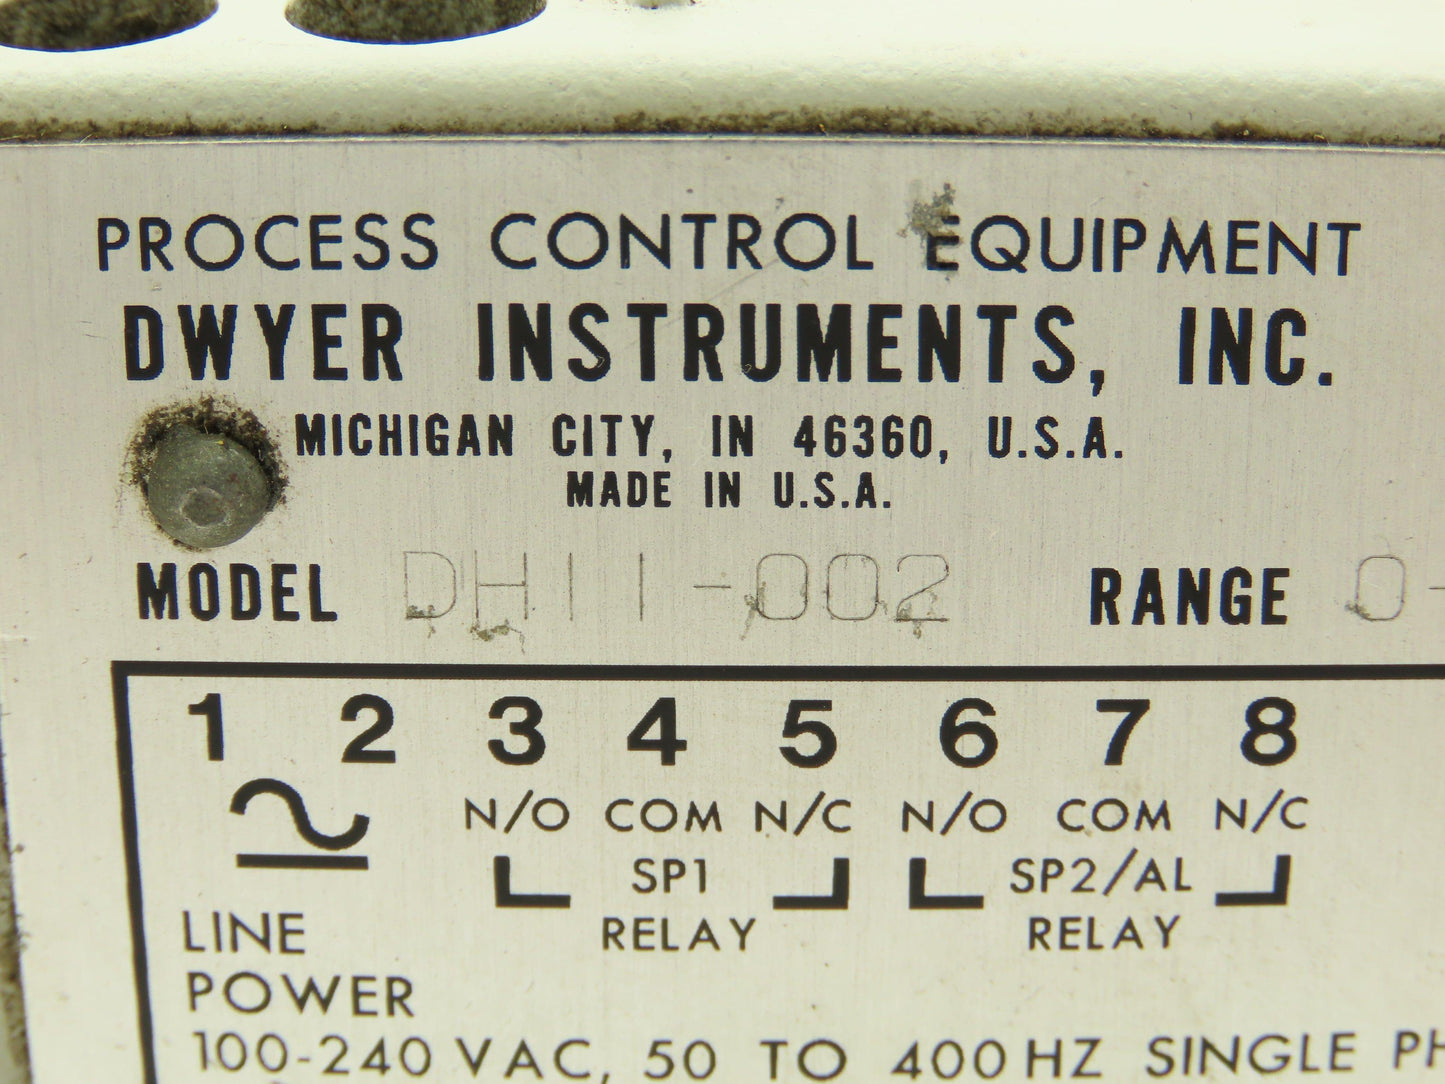 PROCESS CONTROL EQUIPMENT
DWYER INSTRUMENTS, INC.
MICHIGAN CITY, IN 46360, U.S.A.
MADE IN U.S.A.
MODEL DH11-002 RANGE 0-
1 2 3 4 5 6 7 8
N/O COM N/C N/O COM N/C
SP1 SP2/AL
RELAY RELAY
LINE
POWER
100-240 VAC, 50 TO 400 HZ SINGLE PH